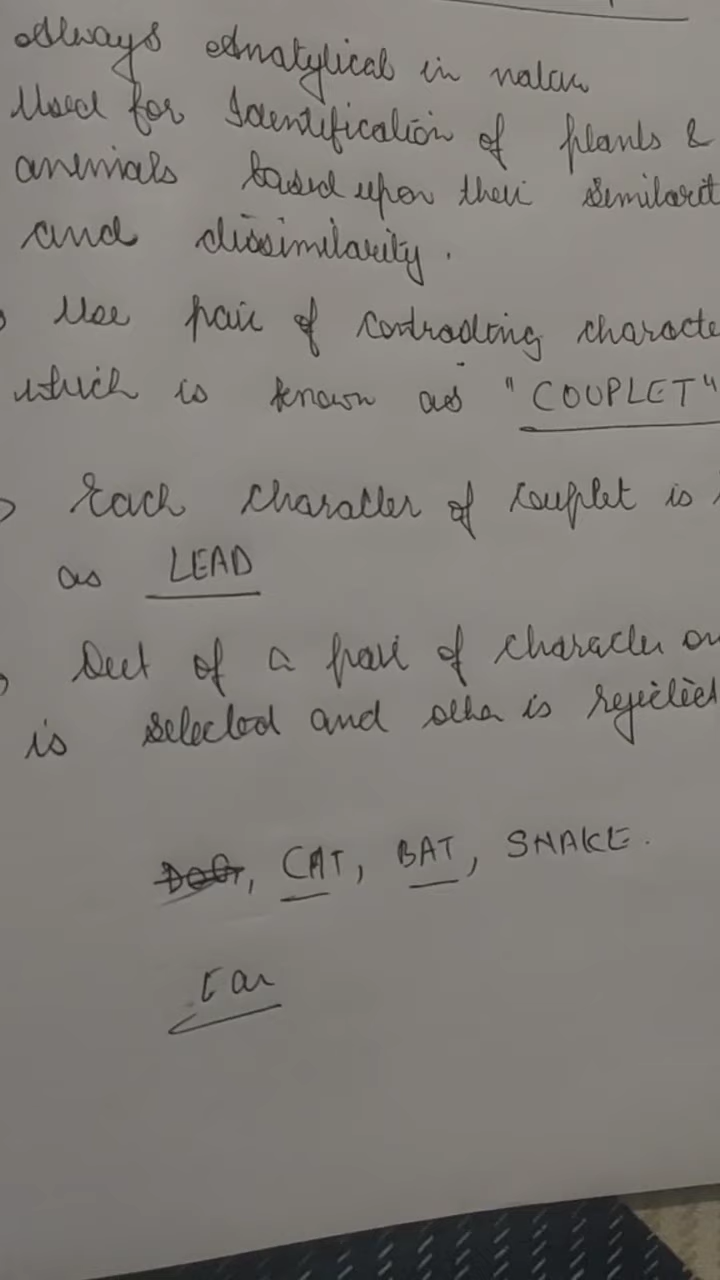 Always Analytical in natur
Used for Identification of plants &
animals based upon their similarit
and dissimilarity.
Use pair of contrasting characte
which is known as "COUPLET"
Each character of couplet is
as LEAD
Out of a pair of character on
is selected and other is rejected
DOG, CAT, BAT, SNAKE.
Ear